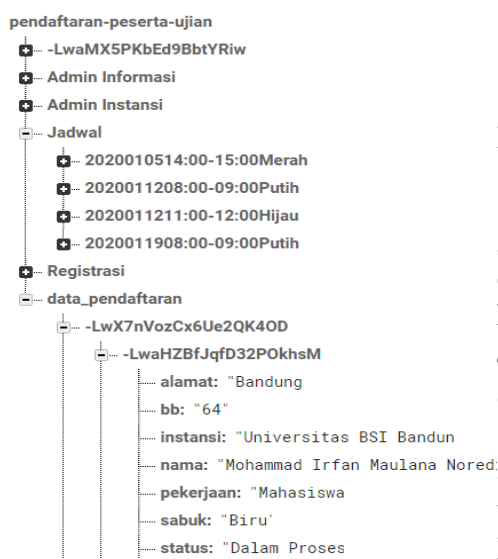 pendaftaran-peserta-ujian
-LwaMX5PKbEd9BbtYRiw
Admin Informasi
Admin Instansi
Jadwal
2020010514:00-15:00Merah
2020011208:00-09:00Putih
2020011211:00-12:00Hijau
2020011908:00-09:00Putih
Registrasi
data_pendaftaran
-LwX7nVozCx6Ue2QK4OD
-LwaHZBfJqfD32POkhsM
alamat: "Bandung
bb: "64"
instansi: "Universitas BSI Bandun
nama: "Mohammad Irfan Maulana Nored:
pekerjaan: "Mahasiswa
sabuk: "Biru'
status: "Dalam Proses